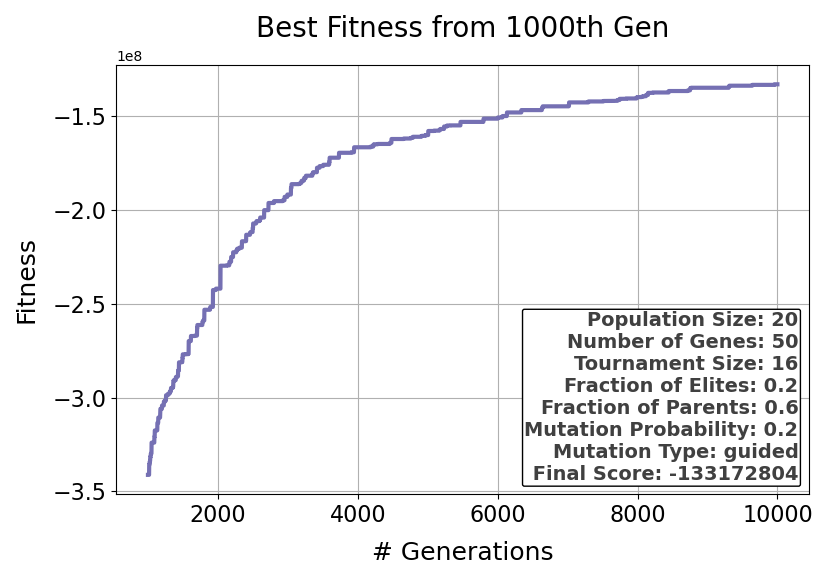 Best Fitness from 1000th Gen
1e8
−1.5
−2.0
−2.5
−3.0
−3.5
Fitness
Population Size: 20
Number of Genes: 50
Tournament Size: 16
Fraction of Elites: 0.2
Fraction of Parents: 0.6
Mutation Probability: 0.2
Mutation Type: guided
Final Score: -133172804
2000 4000 6000 8000 10000
# Generations